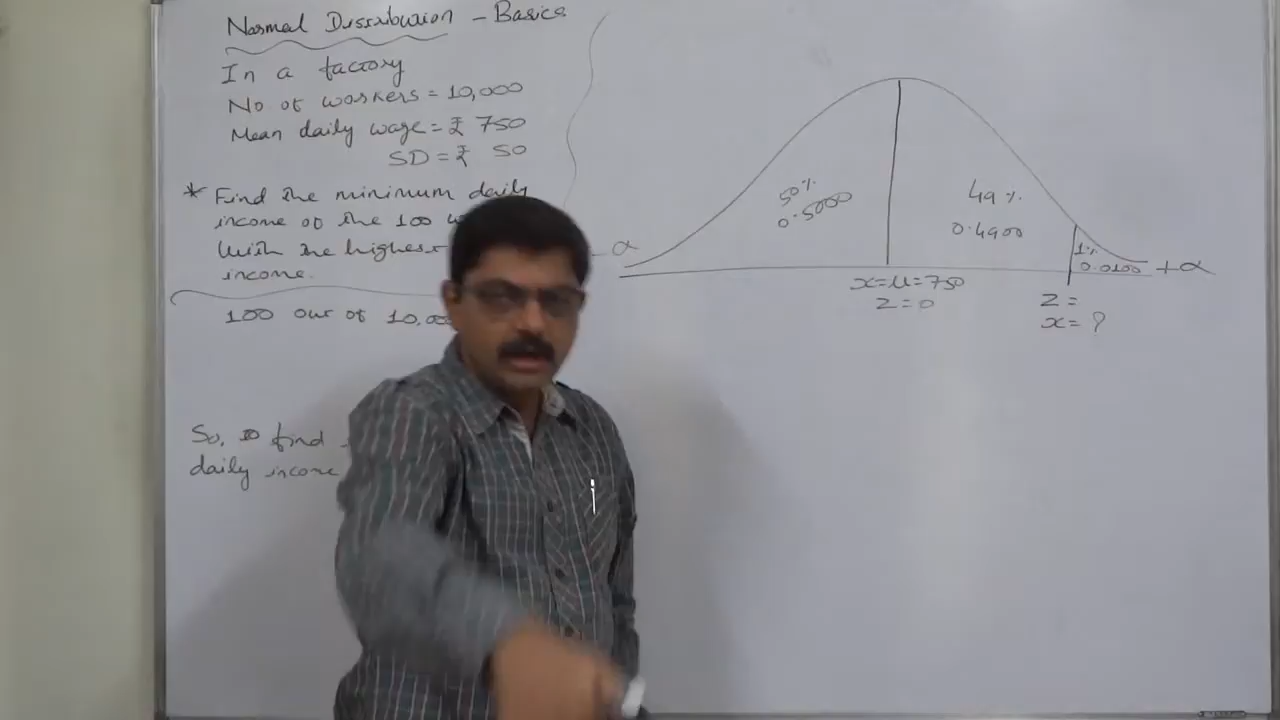 Normal Distribution - Basics
In a factory
No of workers = 10,000
Mean daily wage = ₹ 750
SD = ₹ 50
* Find the minimum daily
income of the 100
With the highest
income.
100 out of 10,00
So, to find
daily income
50%
0.5000
49%
0.4900
1%
0.0100
-α
+α
x=μ=750
Z=0
Z=
x= ?